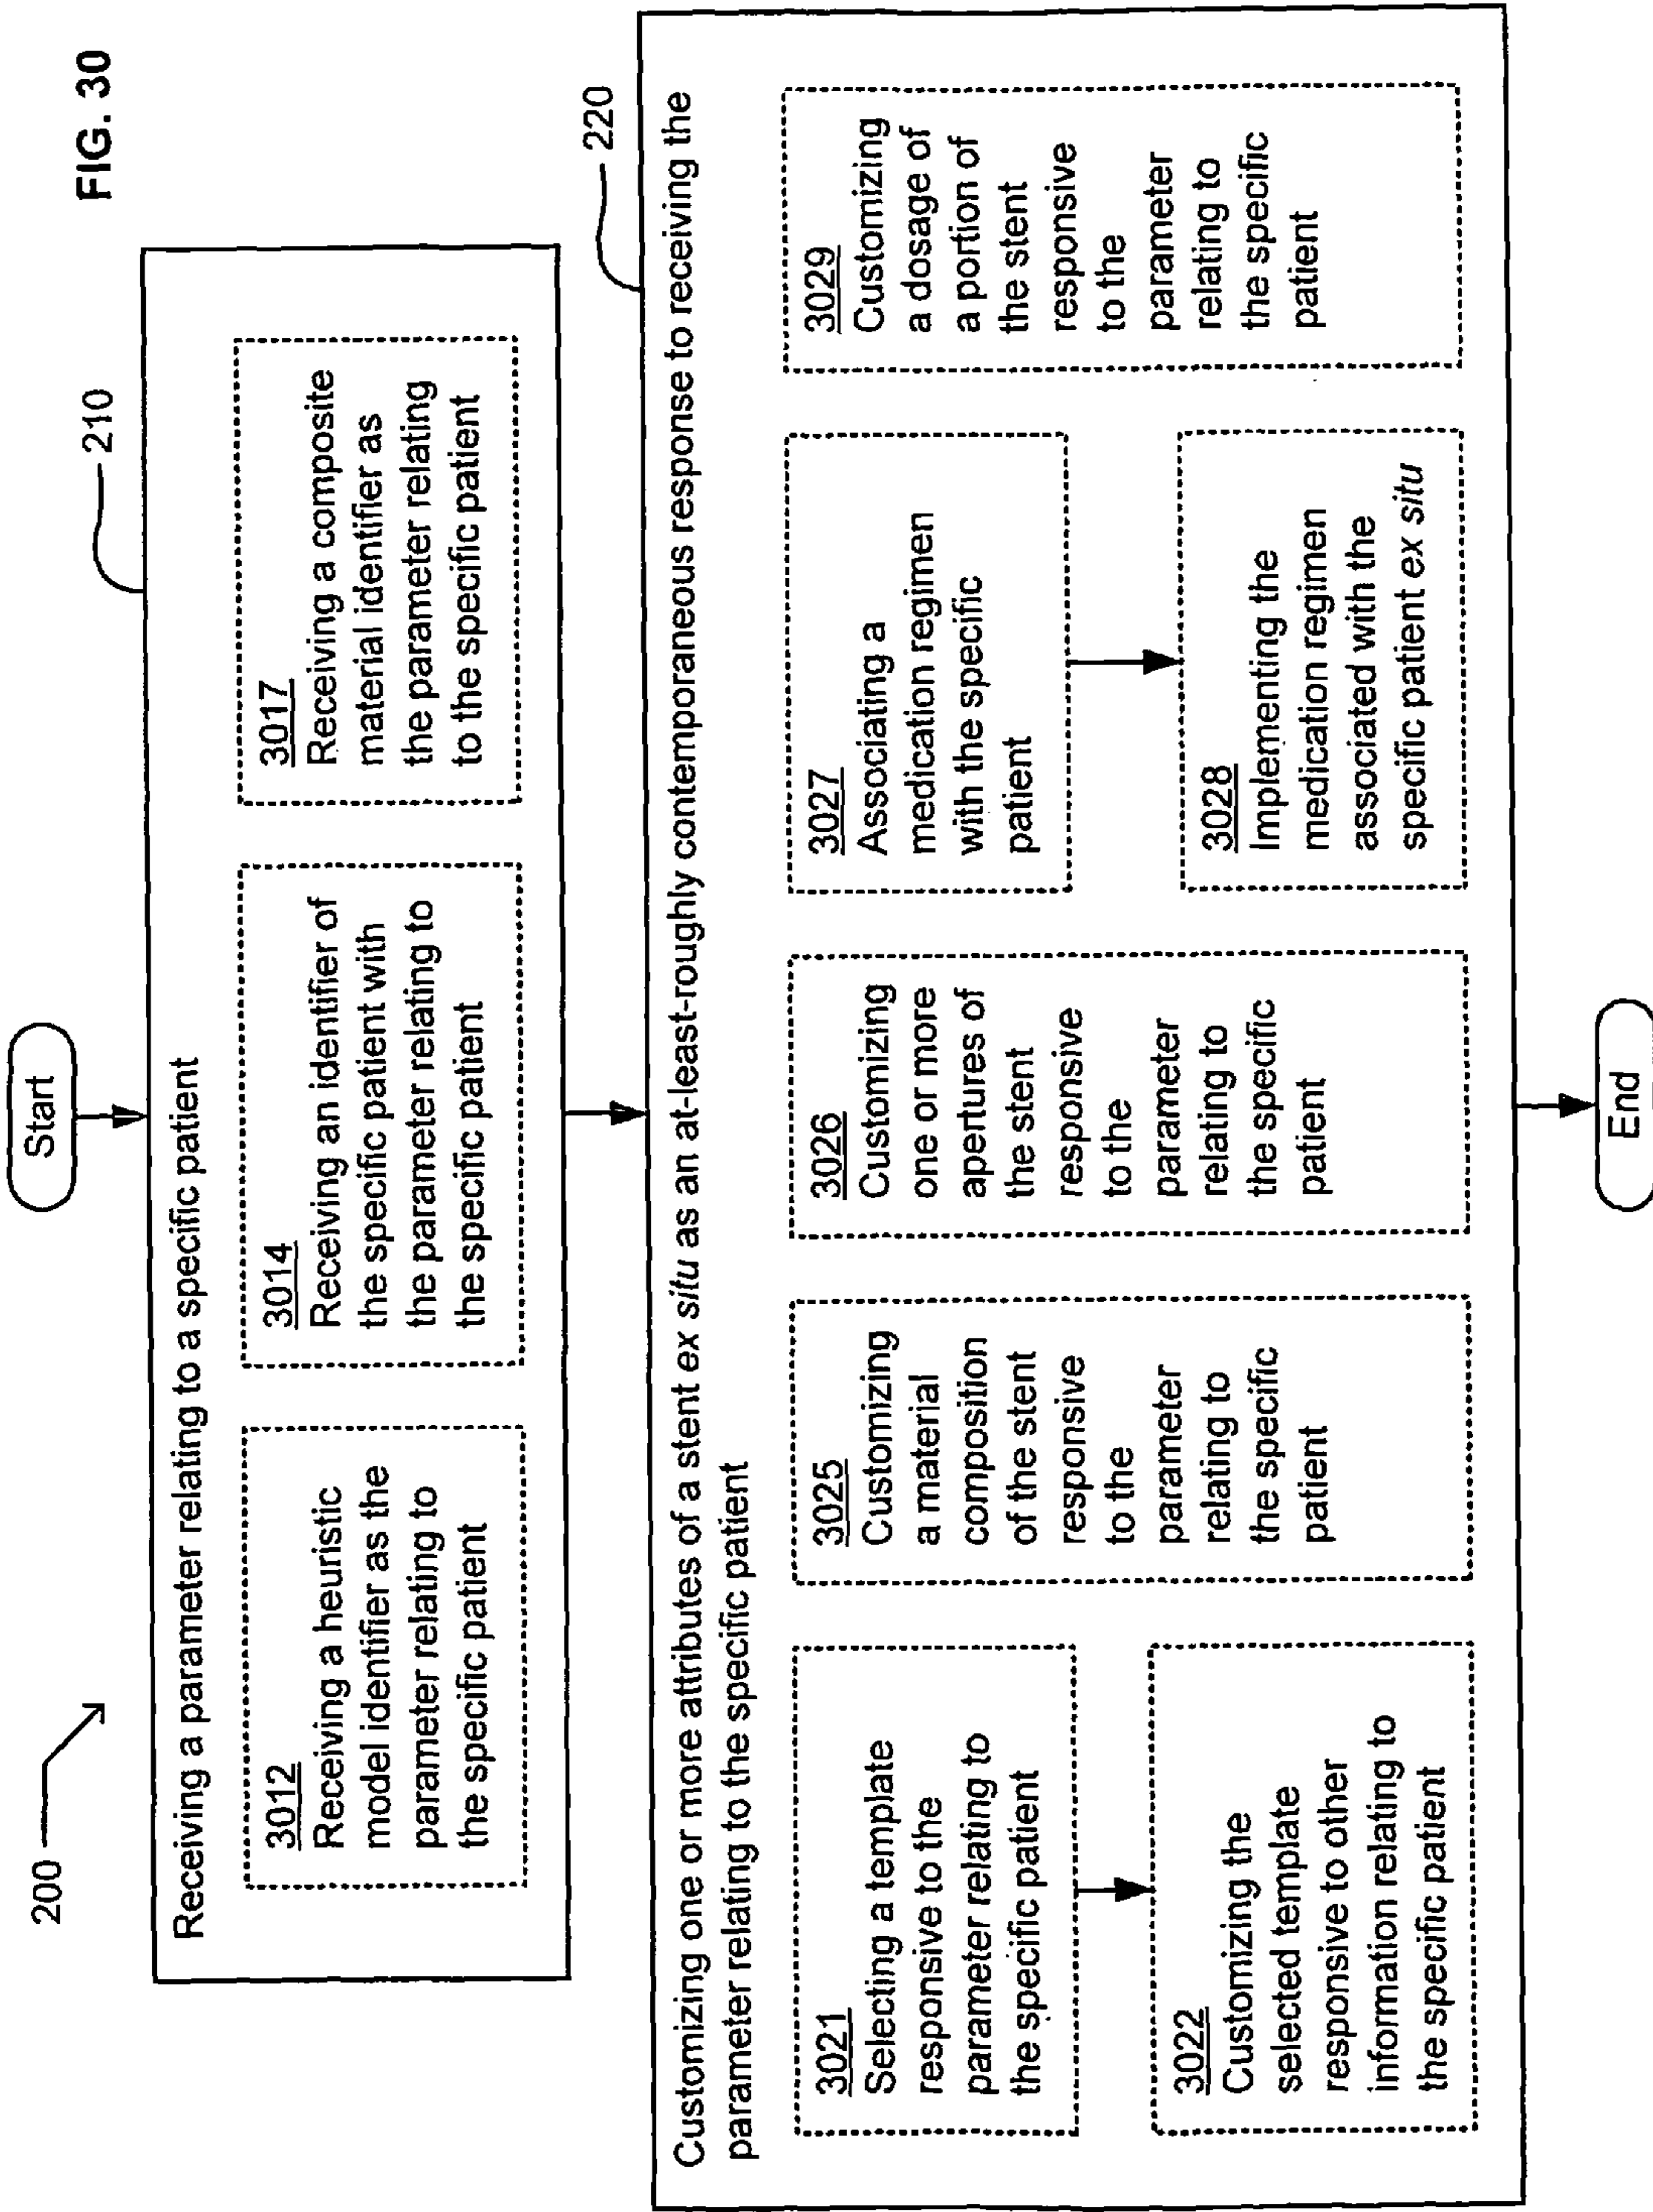 FIG. 30
200
Start
210
Receiving a parameter relating to a specific patient
3012
Receiving a heuristic
model identifier as the
parameter relating to
the specific patient
3014
Receiving an identifier of
the specific patient with
the parameter relating to
the specific patient
3017
Receiving a composite
material identifier as
the parameter relating
to the specific patient
220
Customizing one or more attributes of a stent ex situ as an at-least-roughly contemporaneous response to receiving the
parameter relating to the specific patient
3021
Selecting a template
responsive to the
parameter relating to
the specific patient
3022
Customizing the
selected template
responsive to other
information relating to
the specific patient
3025
Customizing
a material
composition
of the stent
responsive
to the
parameter
relating to
the specific
patient
3026
Customizing
one or more
apertures of
the stent
responsive
to the
parameter
relating to
the specific
patient
3027
Associating a
medication regimen
with the specific
patient
3028
Implementing the
medication regimen
associated with the
specific patient ex situ
3029
Customizing
a dosage of
a portion of
the stent
responsive
to the
parameter
relating to
the specific
patient
End